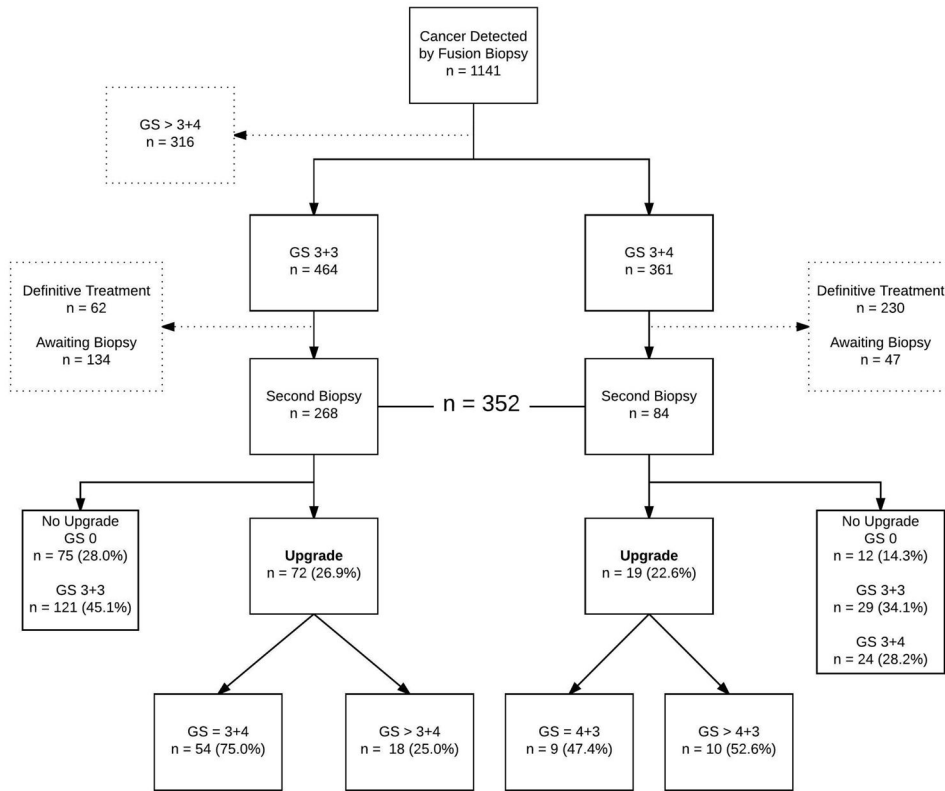 Cancer Detected
by Fusion Biopsy
n = 1141
GS > 3+4
n = 316
GS 3+3
n = 464
GS 3+4
n = 361
Definitive Treatment
n = 62
Awaiting Biopsy
n = 134
Definitive Treatment
n = 230
Awaiting Biopsy
n = 47
Second Biopsy
n = 268
n = 352
Second Biopsy
n = 84
No Upgrade
GS 0
n = 75 (28.0%)
GS 3+3
n = 121 (45.1%)
Upgrade
n = 72 (26.9%)
Upgrade
n = 19 (22.6%)
No Upgrade
GS 0
n = 12 (14.3%)
GS 3+3
n = 29 (34.1%)
GS 3+4
n = 24 (28.2%)
GS = 3+4
n = 54 (75.0%)
GS > 3+4
n = 18 (25.0%)
GS = 4+3
n = 9 (47.4%)
GS > 4+3
n = 10 (52.6%)